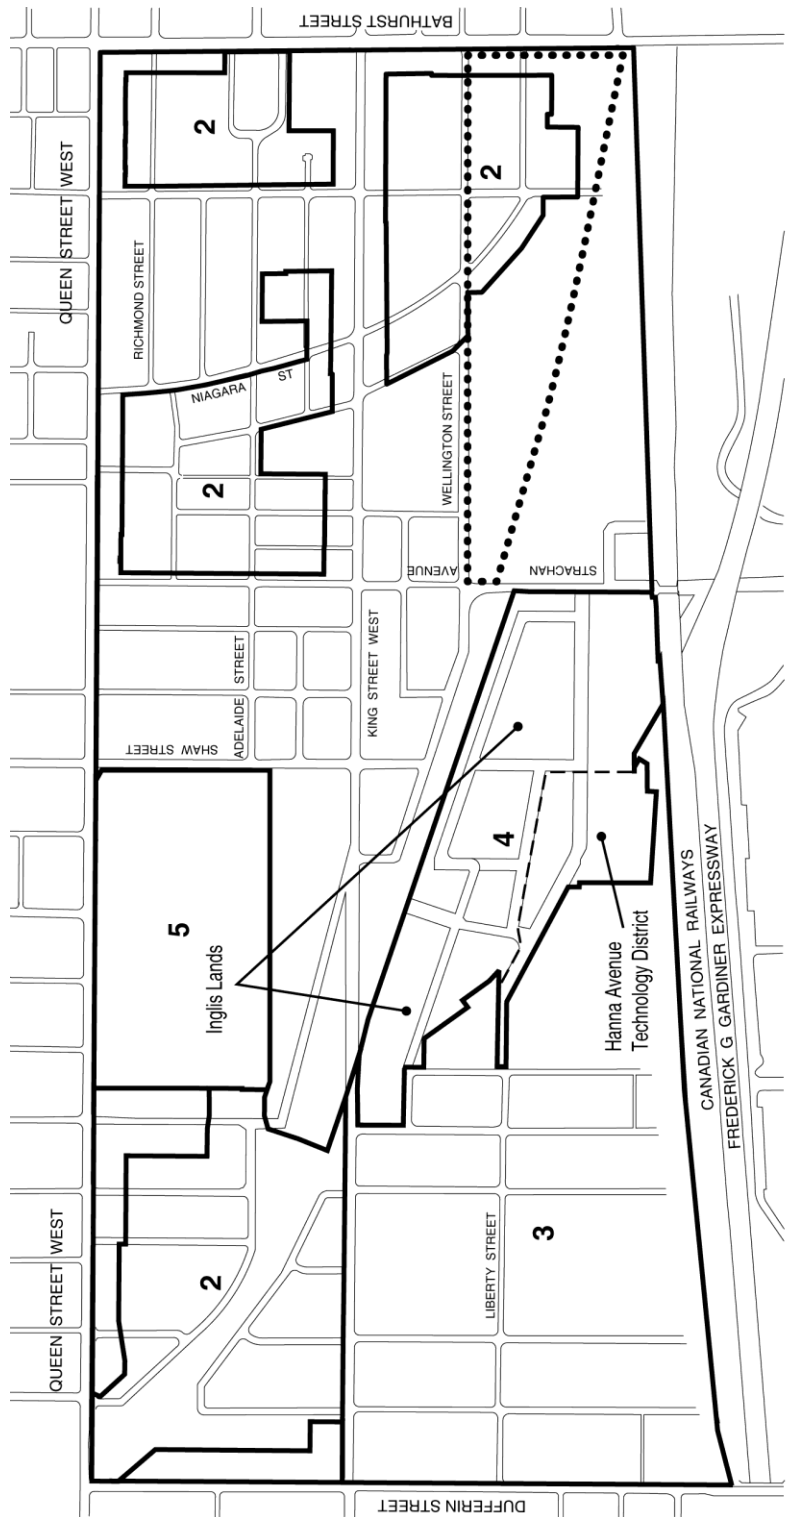 BATHURST STREET
QUEEN STREET WEST
2
2
RICHMOND STREET
NIAGARA
ST
WELLINGTON STREET
2
AVENUE
STRACHAN
KING STREET WEST
STREET
ADELAIDE
SHAW STREET
4
5
Inglis Lands
Hanna Avenue
Technology District
CANADIAN NATIONAL RAILWAYS
FREDERICK G GARDINER EXPRESSWAY
QUEEN STREET WEST
2
LIBERTY STREET
3
DUFFERIN STREET